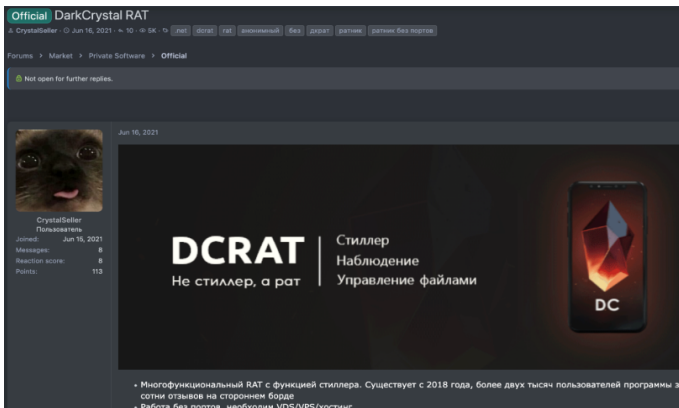 Official DarkCrystal RAT
CrystalSeller · Jun 16, 2021 · 10 · 5K · .net dcrat rat анонимный без дкрат ратник ратник без портов
Forums > Market > Private Software > Official
Not open for further replies.
Jun 16, 2021
CrystalSeller
Пользователь
Joined: Jun 15, 2021
Messages: 8
Reaction score: 8
Points: 113
DCRAT
Не стиллер, а рат
Стиллер
Наблюдение
Управление файлами
DC
• Многофункциональный RAT с функцией стиллера. Существует с 2018 года, более двух тысяч пользователей программы
сотни отзывов на стороннем борде
• Работа без портов, необходим VDS/VPS/хостинг